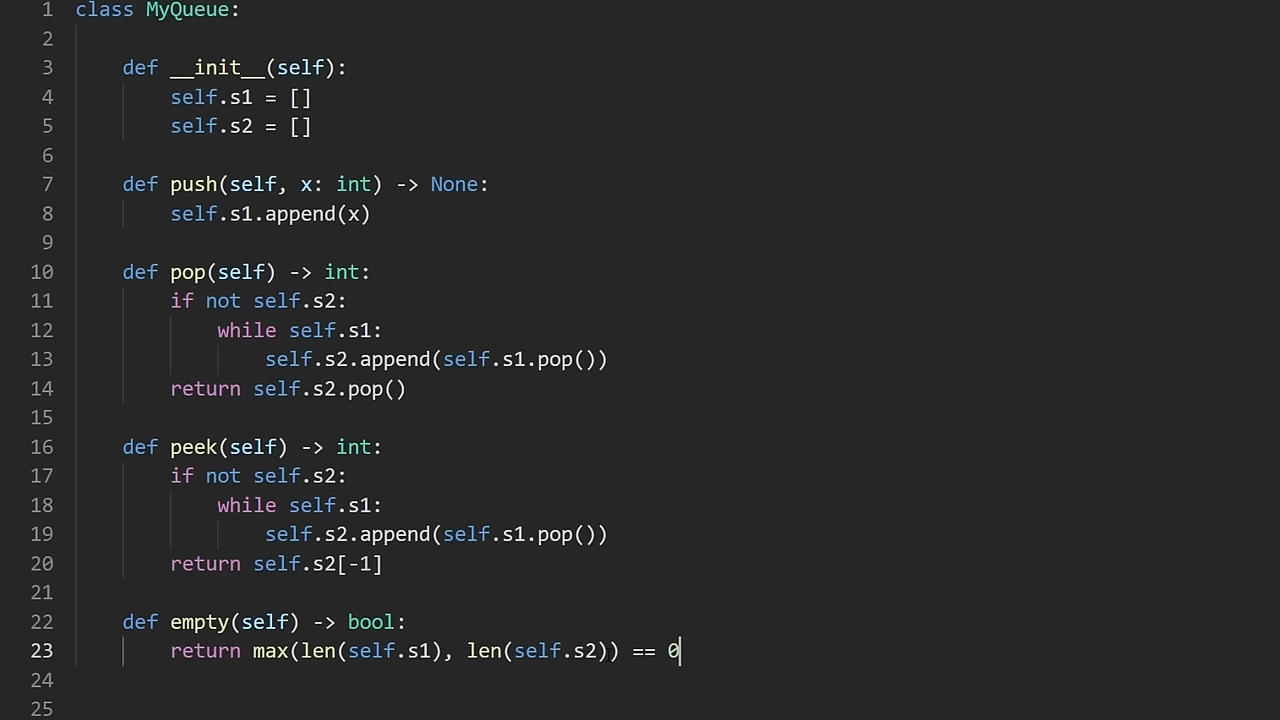 1 class MyQueue:
2
3     def __init__(self):
4         self.s1 = []
5         self.s2 = []
6
7     def push(self, x: int) -> None:
8         self.s1.append(x)
9
10     def pop(self) -> int:
11         if not self.s2:
12             while self.s1:
13                 self.s2.append(self.s1.pop())
14         return self.s2.pop()
15
16     def peek(self) -> int:
17         if not self.s2:
18             while self.s1:
19                 self.s2.append(self.s1.pop())
20         return self.s2[-1]
21
22     def empty(self) -> bool:
23         return max(len(self.s1), len(self.s2)) == 0
24
25